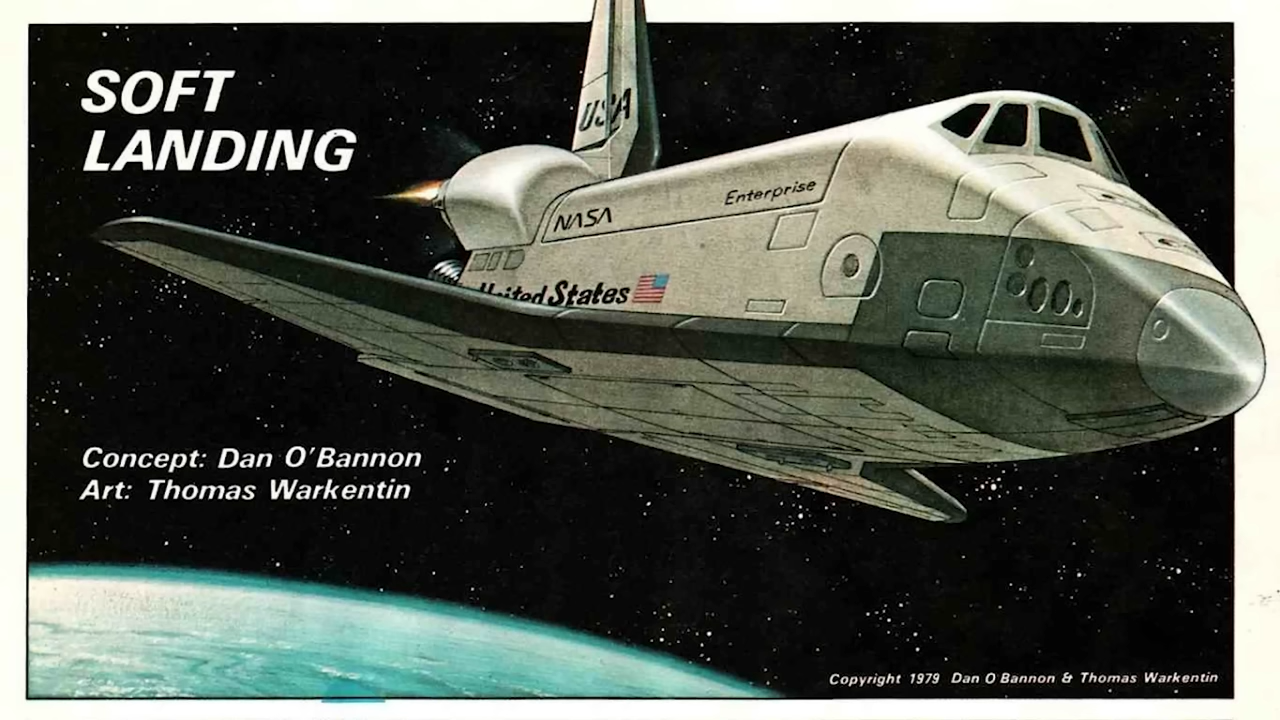 SOFT
LANDING
USA
Enterprise
NASA
United States
Concept: Dan O'Bannon
Art: Thomas Warkentin
Copyright 1979 Dan O Bannon & Thomas Warkentin